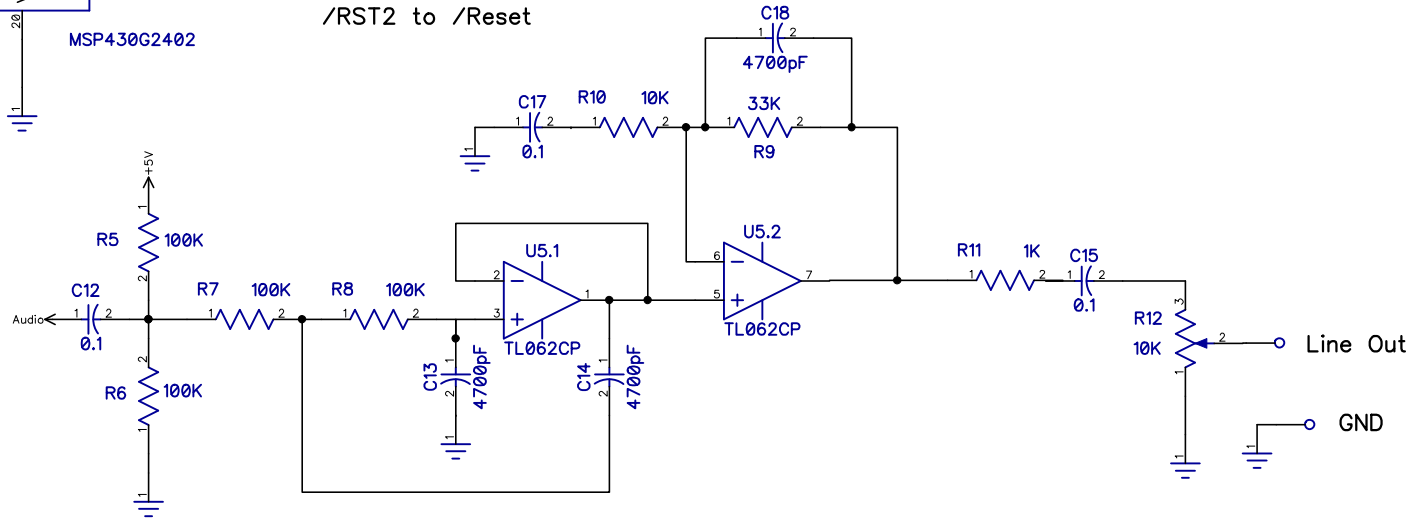 /RST2 to /Reset
20
MSP430G2402
1
C18
1 2
4700pF
C17 R10 10K 33K
1 2 1 2 1 2
0.1 R9
1
+5V
1
R5 100K
2
U5.1
2
1
3
TL062CP
U5.2
6
7
5
TL062CP
R11 1K C15
1 2 1 2
0.1
C12 R7 100K R8 100K
Audio 1 2 1 2 1 2
0.1
2
R6 100K
1
1
C13 1 2 4700pF
1
C14 1 2 4700pF
3
R12
10K
2
1
1
Line Out
GND
1